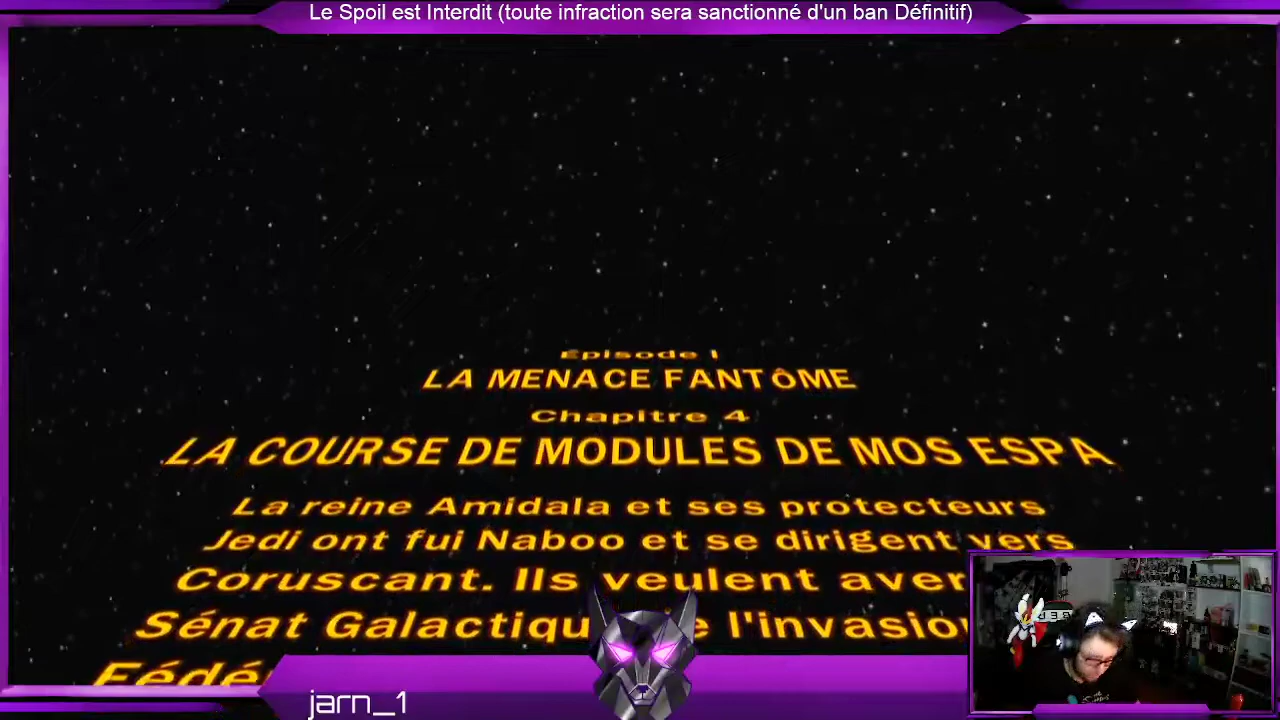 Le Spoil est Interdit (toute infraction sera sanctionné d'un ban Définitif)
Épisode I
LA MENACE FANTÔME
Chapitre 4
LA COURSE DE MODULES DE MOS ESPA
La reine Amidala et ses protecteurs
Jedi ont fui Naboo et se dirigent vers
Coruscant. Ils veulent aver
Sénat Galactiqu l'invasio
Fédé
jarn_1